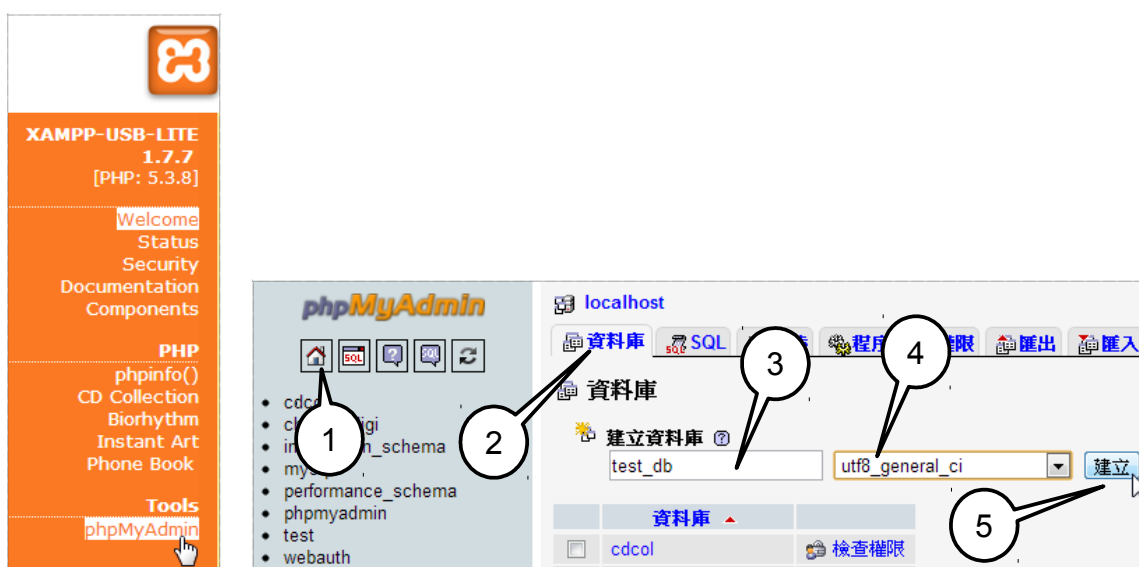 XAMPP-USB-LITE
1.7.7
[PHP: 5.3.8]
Welcome
Status
Security
Documentation
Components
PHP
phpinfo()
CD Collection
Biorhythm
Instant Art
Phone Book
Tools
phpMyAdmin
phpMyAdmin
SQL
1
cdco
mys
performance_schema
phpmyadmin
test
webauth
2
localhost
資料庫 SQL 匯出 匯入
3
4
資料庫
建立資料庫
test_db utf8_general_ci 建立
5
資料庫
cdcol 檢查權限